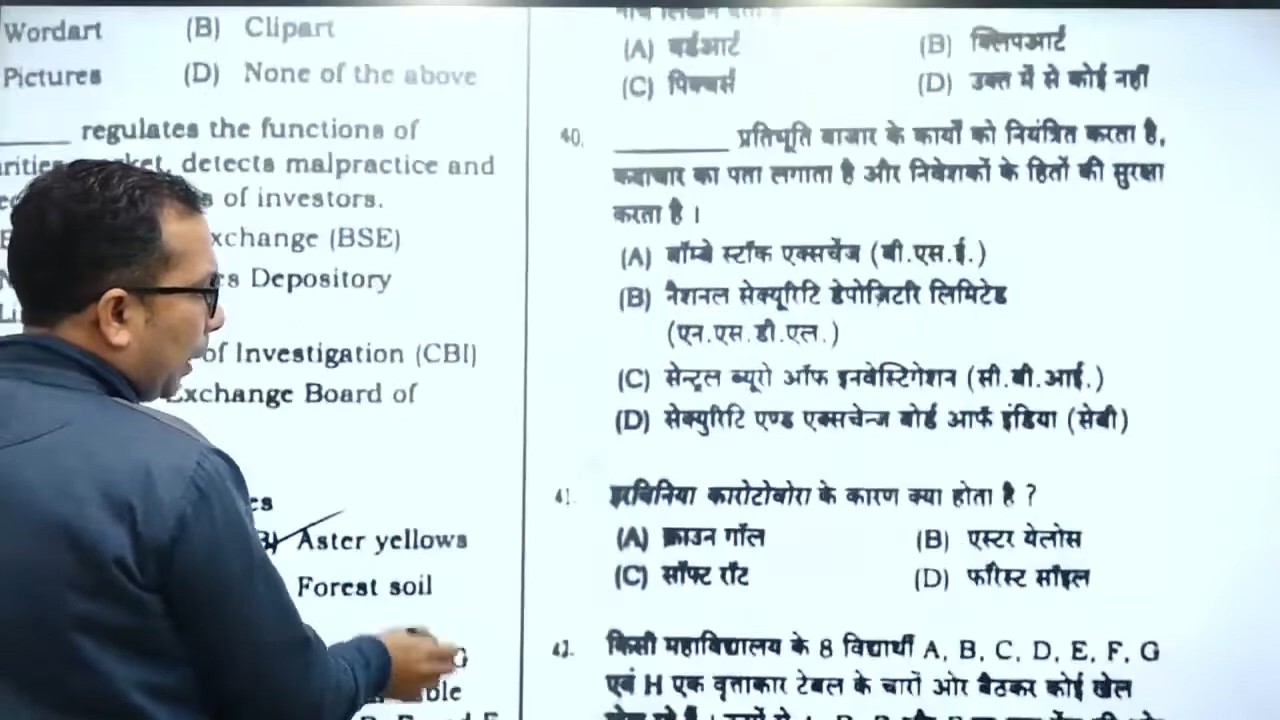 Wordart (B) Clipart
Pictures (D) None of the above
regulates the functions of
detects malpractice and
of investors.
xchange (BSE)
Depository
of Investigation (CBI)
Exchange Board of
Aster yellows
Forest soil
G
(A) वर्डआर्ट (B) क्लिपआर्ट
(C) पिक्चर्स (D) उक्त में से कोई नहीं
40. ________ प्रतिभूति बाजार के कार्यों को नियंत्रित करता है,
कदाचार का पता लगाता है और निवेशकों के हितों की सुरक्षा
करता है ।
(A) बॉम्बे स्टॉक एक्सचेंज (बी.एस.ई.)
(B) नैशनल सेक्यूरिटि डेपोज़िटरि लिमिटेड
(एन.एस.डी.एल.)
(C) सेन्ट्रल ब्यूरो ऑफ इनवेस्टिगेशन (सी.बी.आई.)
(D) सेक्युरिटि एण्ड एक्सचेन्ज बोर्ड आर्फ इंडिया (सेबी)
41. इरविनिया कारोटोवोरा के कारण क्या होता है ?
(A) क्राउन गॉल (B) एस्टर येलोस
(C) सॉफ्ट रॉट (D) फॉरेस्ट सॉइल
42. किसी महाविद्यालय के 8 विद्यार्थी A, B, C, D, E, F, G
एवं H एक वृत्ताकार टेबल के चारों ओर बैठकर कोई खेल